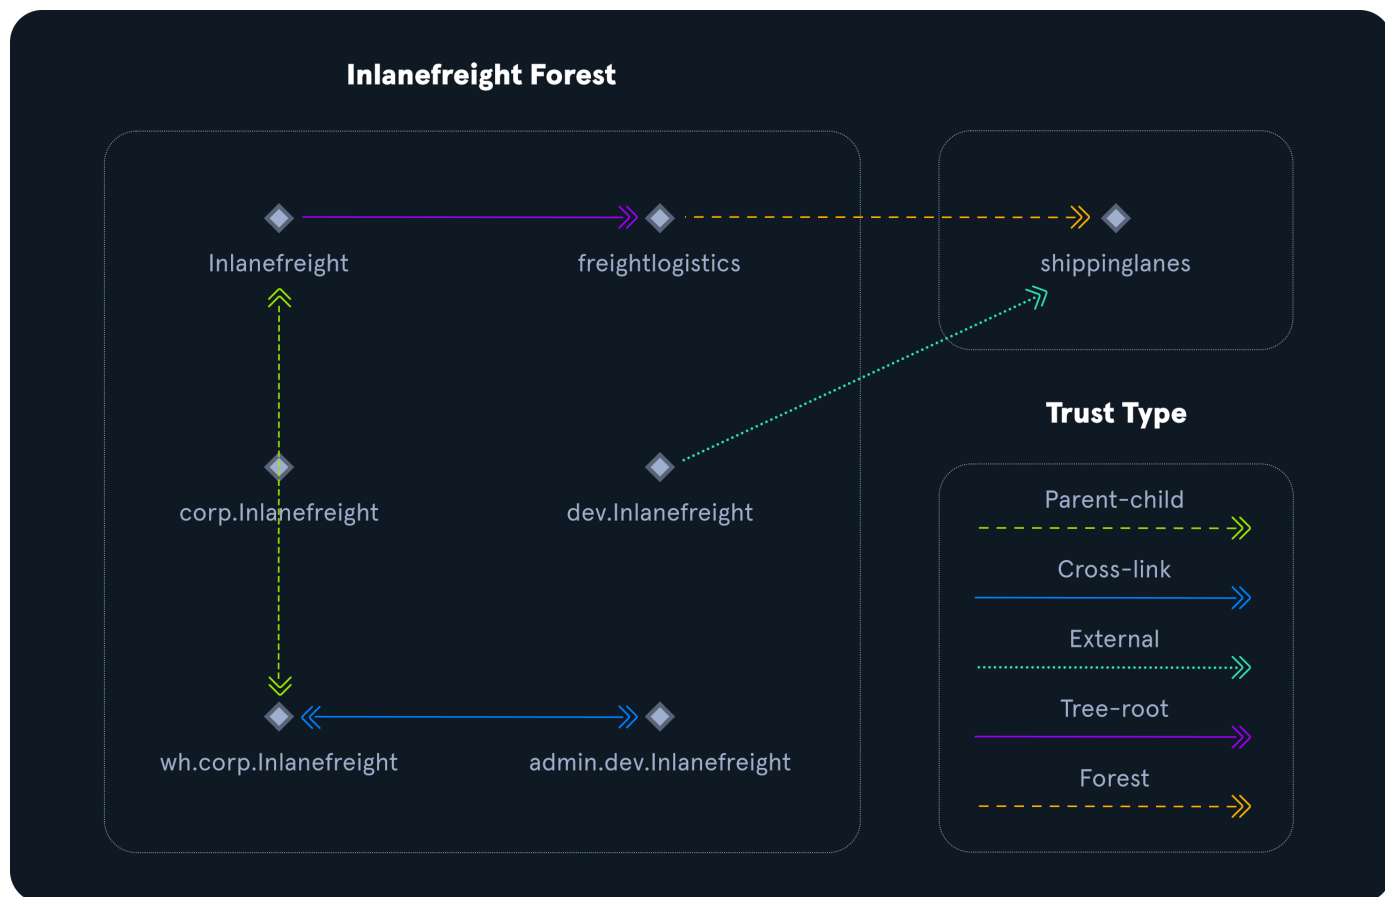 Inlanefreight Forest
Inlanefreight
freightlogistics
shippinglanes
corp.Inlanefreight
dev.Inlanefreight
wh.corp.Inlanefreight
admin.dev.Inlanefreight
Trust Type
Parent-child
Cross-link
External
Tree-root
Forest